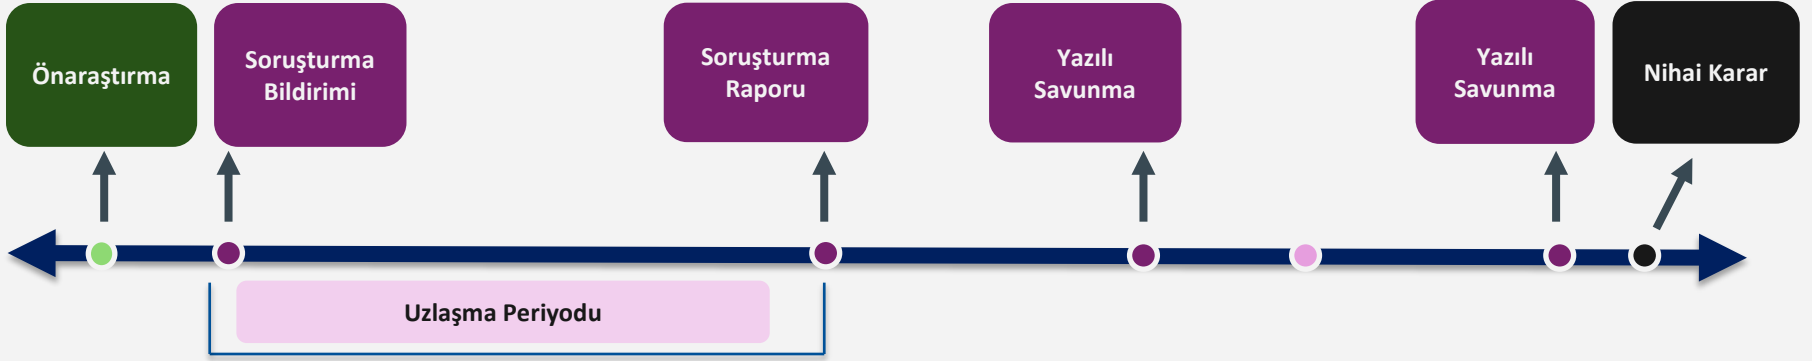 Önaraştırma
Soruşturma
Bildirimi
Soruşturma
Raporu
Yazılı
Savunma
Yazılı
Savunma
Nihai Karar
Uzlaşma Periyodu